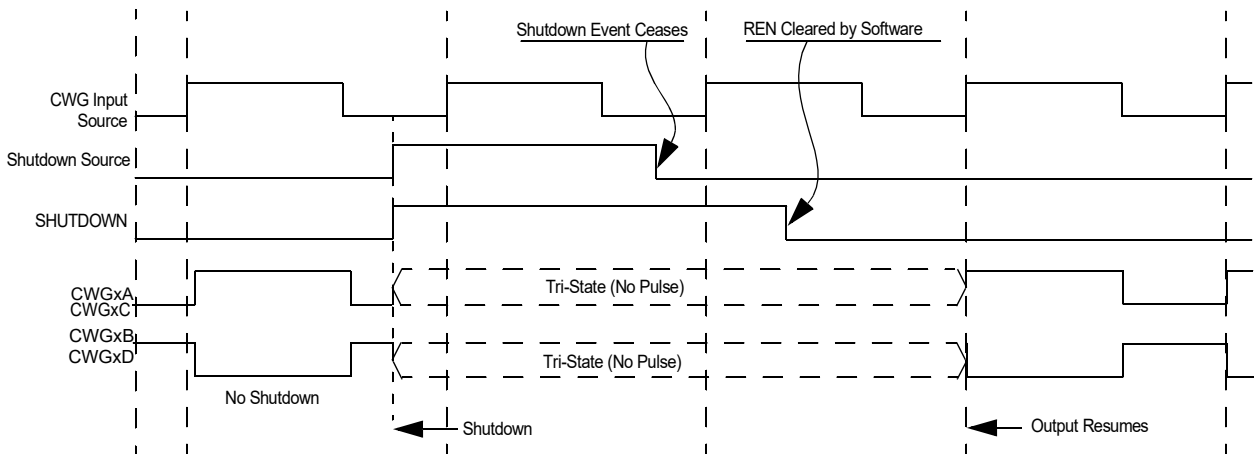 Shutdown Event Ceases
REN Cleared by Software
CWG Input
Source
Shutdown Source
SHUTDOWN
CWGxA
CWGxC
Tri-State (No Pulse)
CWGxB
CWGxD
Tri-State (No Pulse)
No Shutdown
Shutdown
Output Resumes